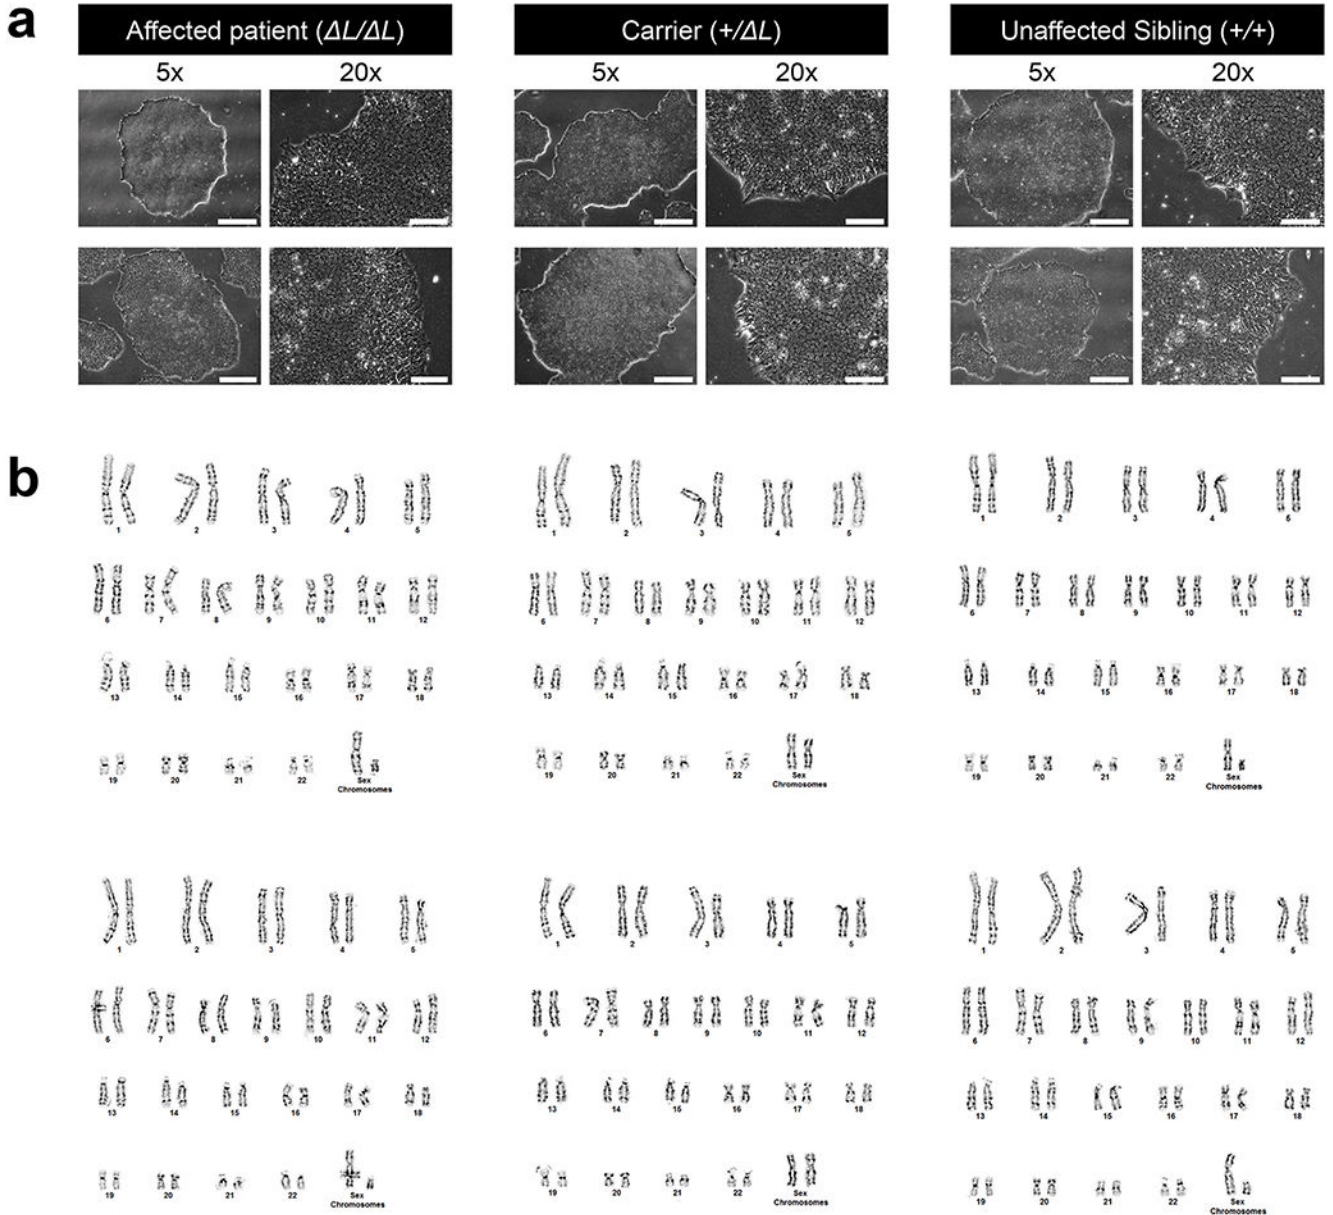 a
Affected patient (ΔL/ΔL)
Carrier (+/ΔL)
Unaffected Sibling (+/+)
5x 20x
5x 20x
5x 20x
b
1 2 3 4 5
1 2 3 4 5
1 2 3 4 5
6 7 8 9 10 11 12
6 7 8 9 10 11 12
6 7 8 9 10 11 12
13 14 15 16 17 18
13 14 15 16 17 18
13 14 15 16 17 18
19 20 21 22 Sex
Chromosomes
19 20 21 22 Sex
Chromosomes
19 20 21 22 Sex
Chromosomes
1 2 3 4 5
1 2 3 4 5
1 2 3 4 5
6 7 8 9 10 11 12
6 7 8 9 10 11 12
6 7 8 9 10 11 12
13 14 15 16 17 18
13 14 15 16 17 18
13 14 15 16 17 18
19 20 21 22 Sex
Chromosomes
19 20 21 22 Sex
Chromosomes
19 20 21 22 Sex
Chromosomes